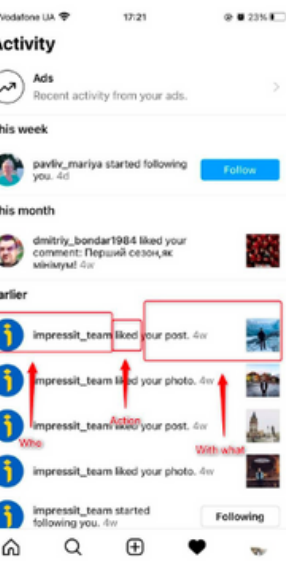 Vodafone UA 17:21 23%
Activity
Ads
Recent activity from your ads.
This week
pavliv_mariya started following
you. 4d
Follow
This month
dmitriy_bondar1984 liked your
comment: Перший сезон,як
мінімум! 4w
Earlier
impressit_team liked your post. 4w
impressit_team liked your photo. 4w
Action
impressit_team liked your post. 4w
Who
With what
impressit_team liked your photo. 4w
impressit_team started
following you. 4w
Following